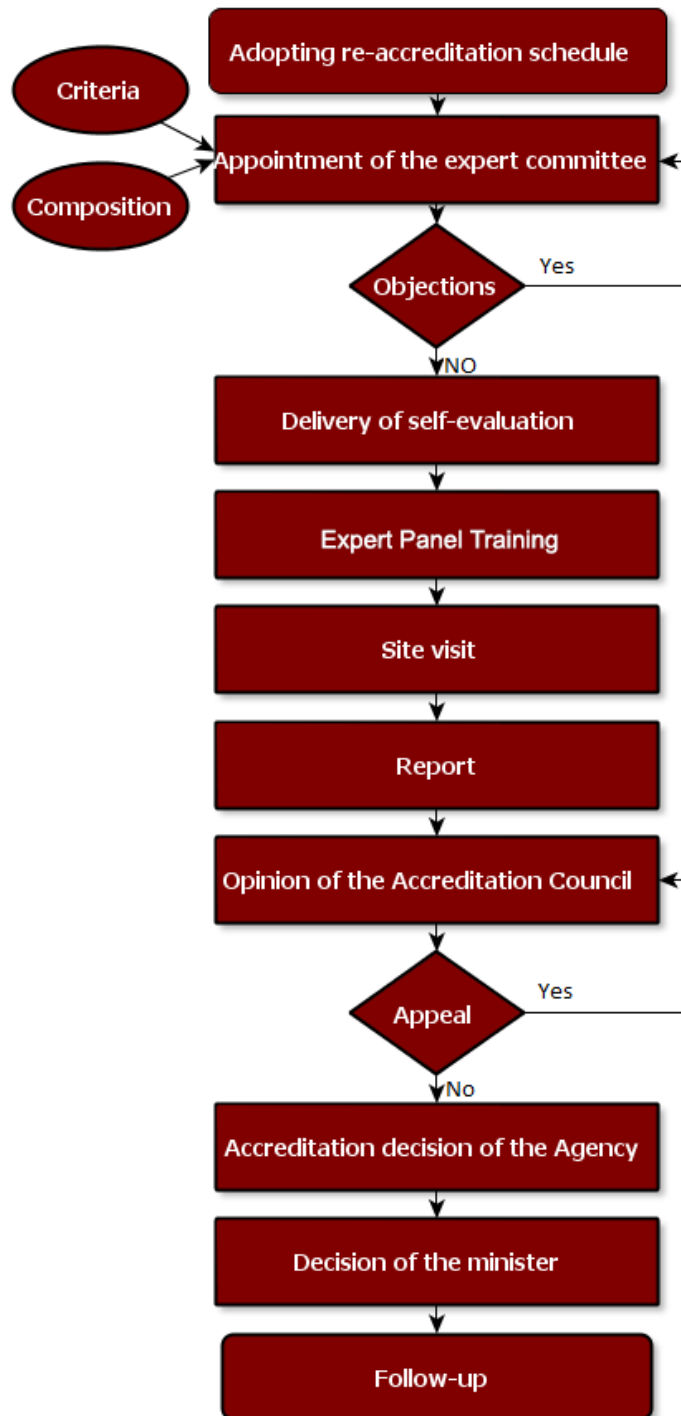 Adopting re-accreditation schedule
Criteria
Appointment of the expert committee
Composition
Objections
Yes
NO
Delivery of self-evaluation
Expert Panel Training
Site visit
Report
Opinion of the Accreditation Council
Appeal
Yes
No
Accreditation decision of the Agency
Decision of the minister
Follow-up